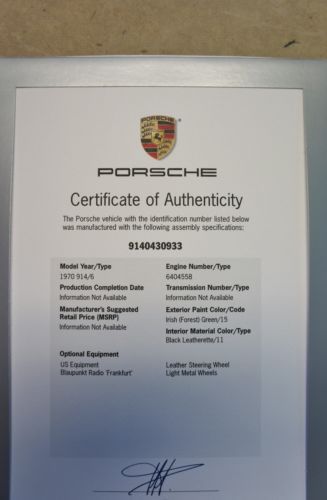 PORSCHE
PORSCHE
Certificate of Authenticity
The Porsche vehicle with the identification number listed below
was manufactured with the following assembly specifications:
9140430933
Model Year/Type
1970 914/6
Production Completion Date
Information Not Available
Manufacturer's Suggested
Retail Price (MSRP)
Information Not Available
Engine Number/Type
6404558
Transmission Number/Type
Information Not Available
Exterior Paint Color/Code
Irish (Forest) Green/15
Interior Material Color/Type
Black Leatherette/11
Optional Equipment
US Equipment
Blaupunkt Radio 'Frankfurt'
Leather Steering Wheel
Light Metal Wheels